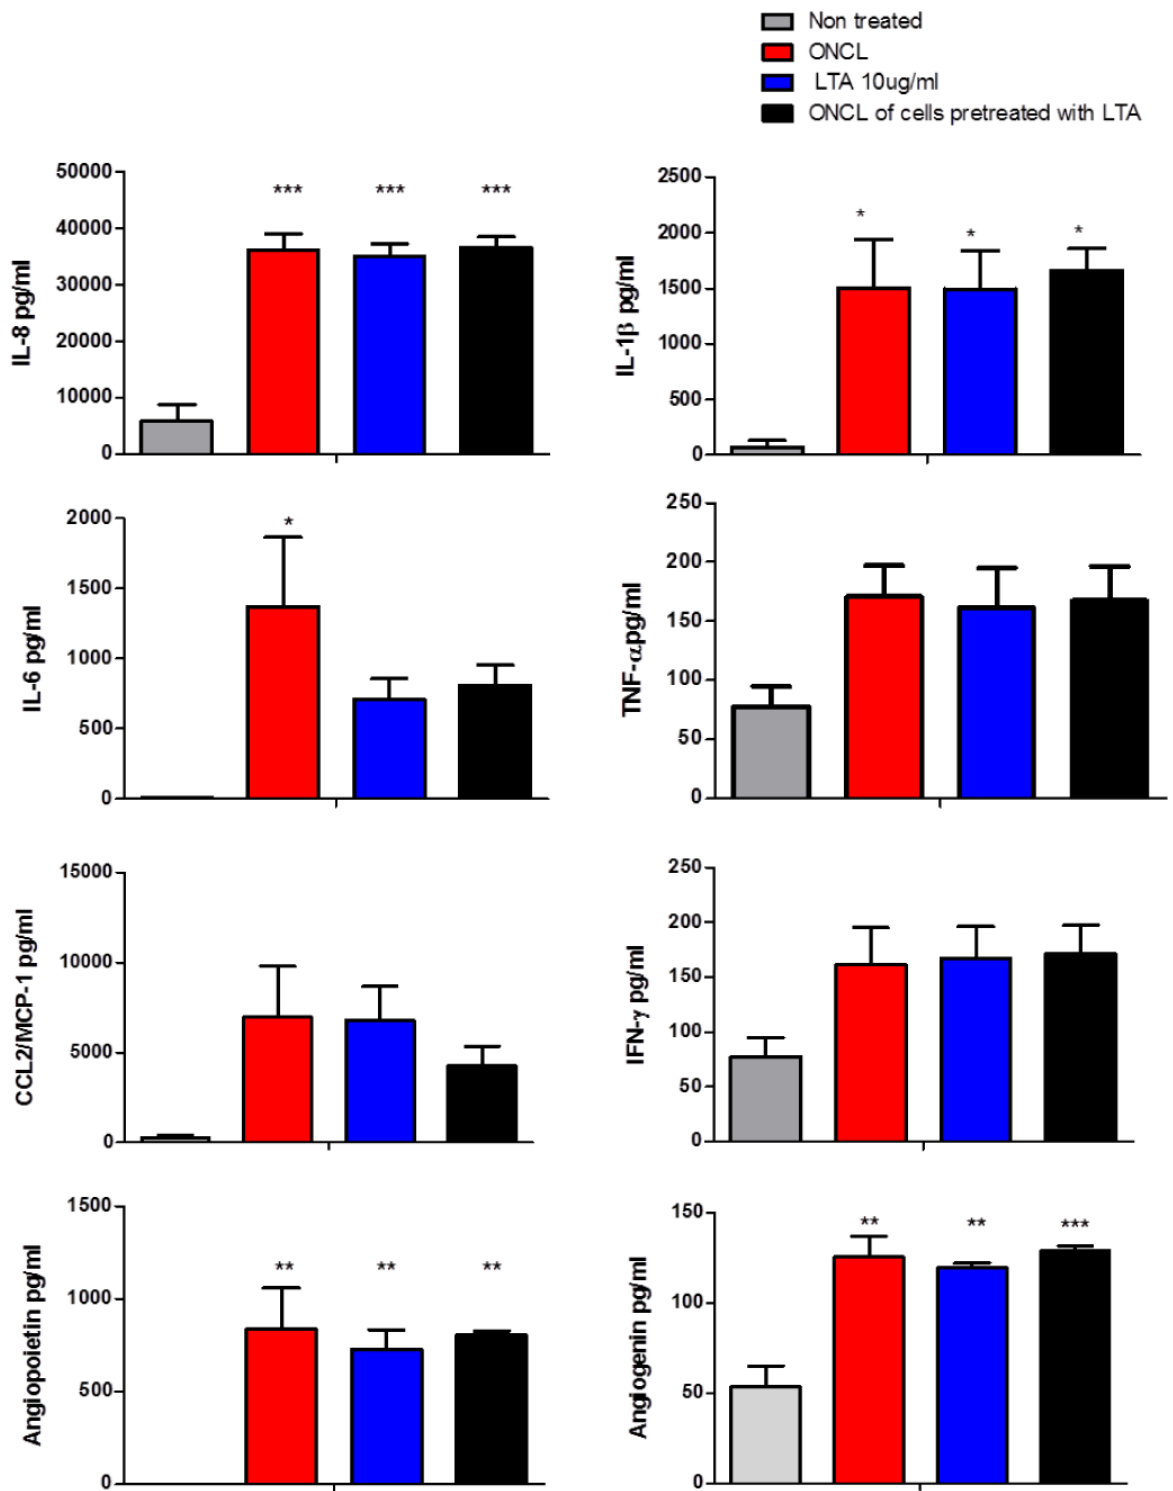 Non treated
ONCL
LTA 10ug/ml
ONCL of cells pretreated with LTA
50000
40000
30000
20000
10000
0
IL-8 pg/ml
*** *** ***
2500
2000
1500
1000
500
0
IL-1β pg/ml
* * *
2000
1500
1000
500
0
IL-6 pg/ml
*
250
200
150
100
50
0
TNF-αpg/ml
15000
10000
5000
0
CCL2/MCP-1 pg/ml
250
200
150
100
50
0
IFN-γ pg/ml
1500
1000
500
0
Angiopoietin pg/ml
** ** **
150
100
50
0
Angiogenin pg/ml
** ** ***